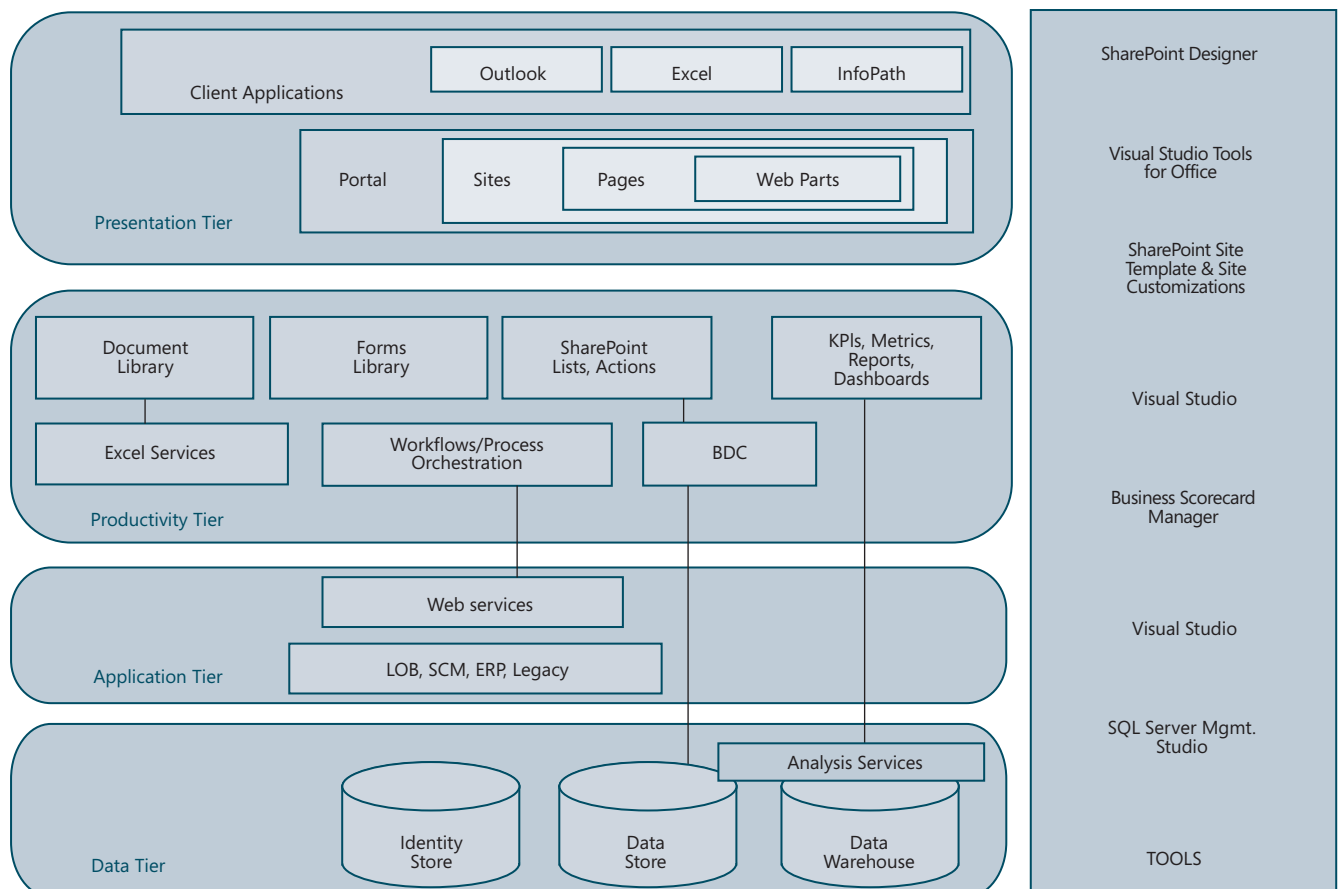 Client Applications
Outlook
Excel
InfoPath
Portal
Sites
Pages
Web Parts
Presentation Tier
Document
Library
Forms
Library
SharePoint
Lists, Actions
KPIs, Metrics,
Reports,
Dashboards
Excel Services
Workflows/Process
Orchestration
BDC
Productivity Tier
Web services
LOB, SCM, ERP, Legacy
Application Tier
Analysis Services
Identity
Store
Data
Store
Data
Warehouse
Data Tier
SharePoint Designer
Visual Studio Tools
for Office
SharePoint Site
Template & Site
Customizations
Visual Studio
Business Scorecard
Manager
Visual Studio
SQL Server Mgmt.
Studio
TOOLS